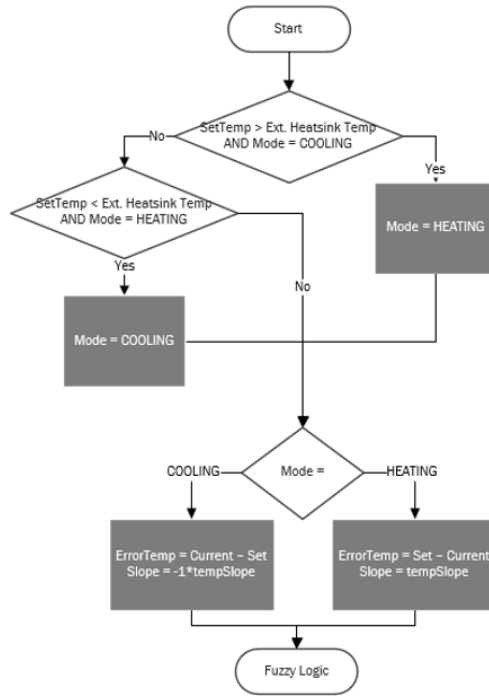 Start
SetTemp > Ext. Heatsink Temp
AND Mode = COOLING
No
Yes
SetTemp < Ext. Heatsink Temp
AND Mode = HEATING
Mode = HEATING
Yes
No
Mode = COOLING
Mode =
COOLING
HEATING
ErrorTemp = Current – Set
Slope = -1*tempSlope
ErrorTemp = Set – Current
Slope = tempSlope
Fuzzy Logic